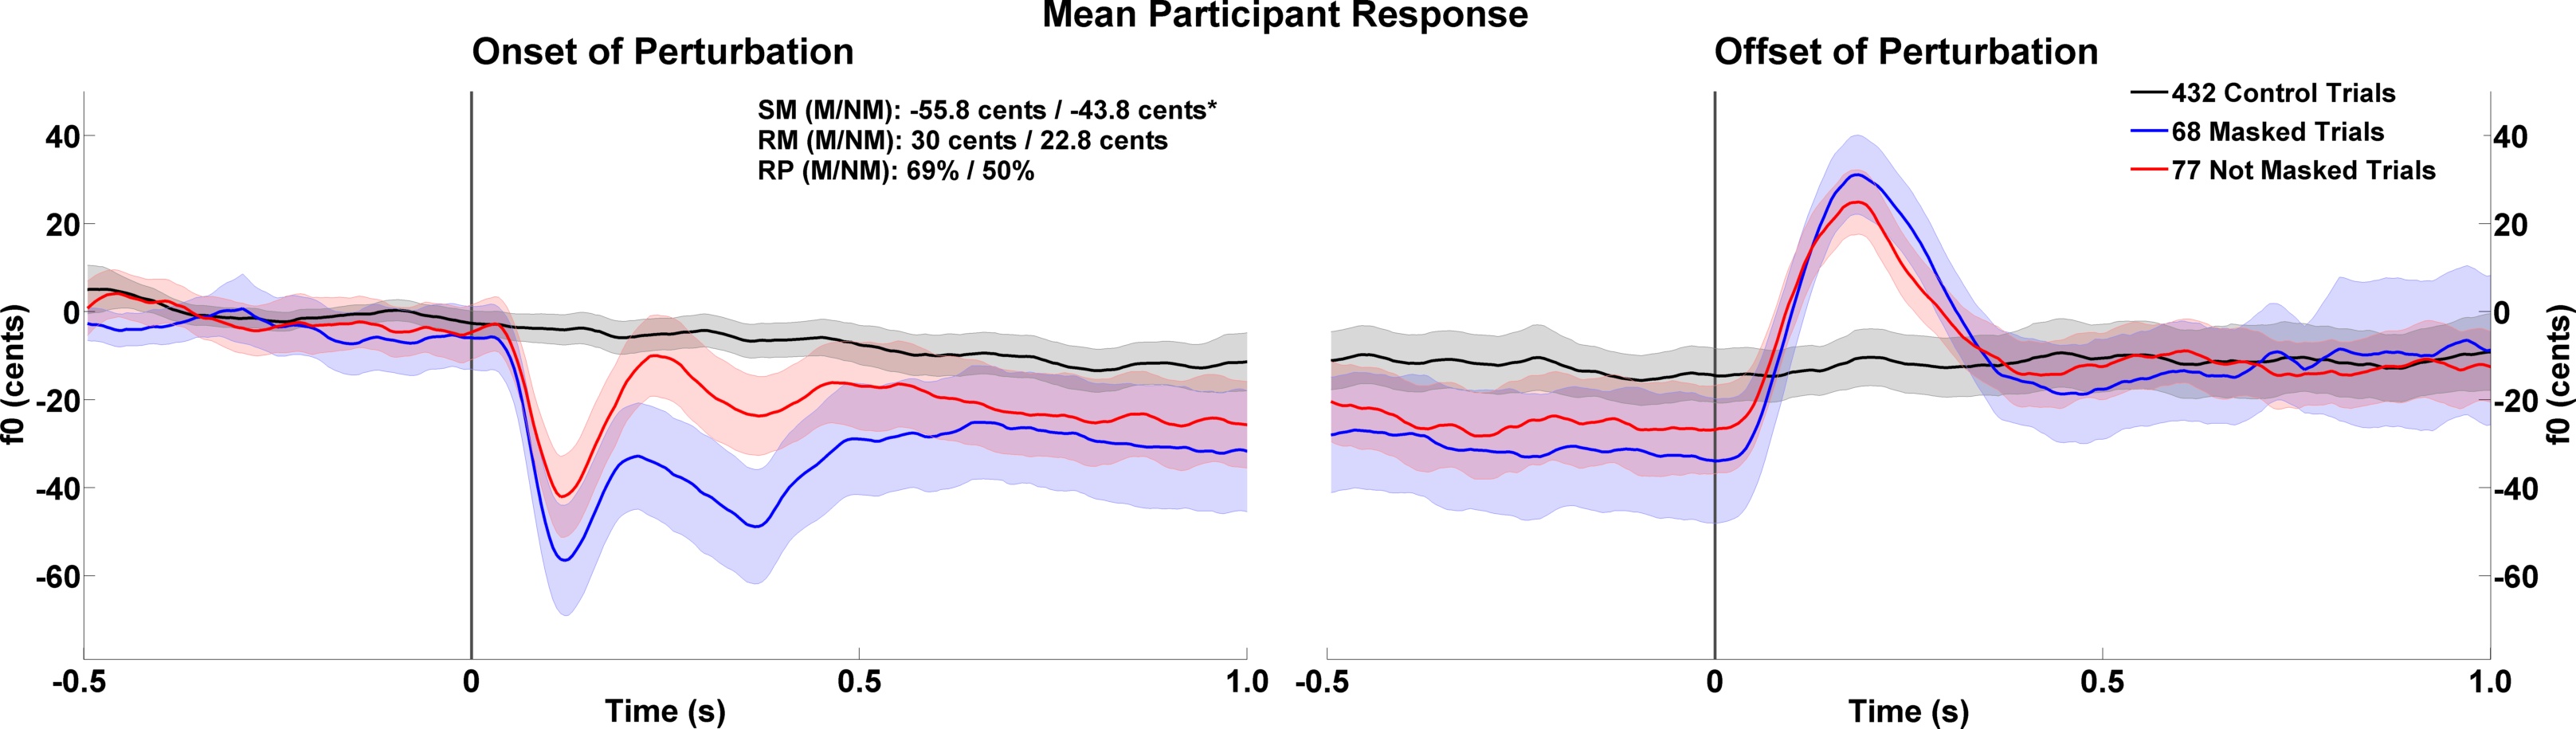 Mean Participant Response
Onset of Perturbation
SM (M/NM): -55.8 cents / -43.8 cents*
RM (M/NM): 30 cents / 22.8 cents
RP (M/NM): 69% / 50%
f0 (cents)
40
20
0
-20
-40
-60
-0.5 0 0.5 1.0
Time (s)
Offset of Perturbation
432 Control Trials
68 Masked Trials
77 Not Masked Trials
40
20
0
-20
-40
-60
f0 (cents)
-0.5 0 0.5 1.0
Time (s)